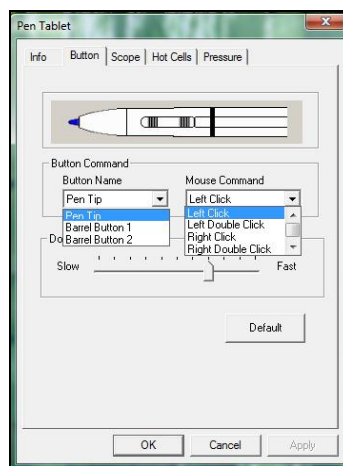 Pen Tablet
Info Button Scope Hot Cells Pressure
Button Command
Button Name Mouse Command
Pen Tip Left Click
Pen Tip Left Click
Barrel Button 1 Left Double Click
Barrel Button 2 Right Click
Right Double Click
Do
Slow Fast
Default
OK Cancel Apply